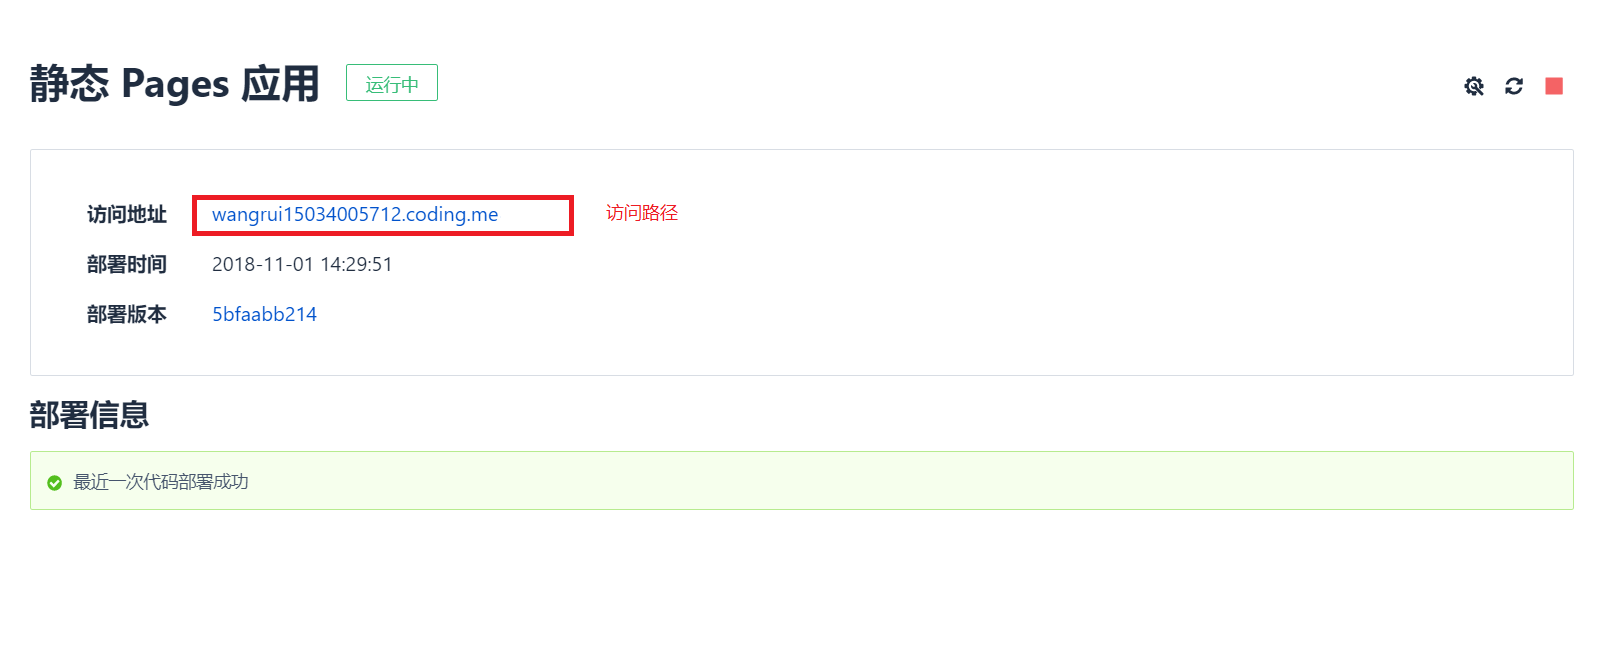 静态 Pages 应用 运行中
访问地址 wangrui15034005712.coding.me 访问路径
部署时间 2018-11-01 14:29:51
部署版本 5bfaabb214
部署信息
最近一次代码部署成功